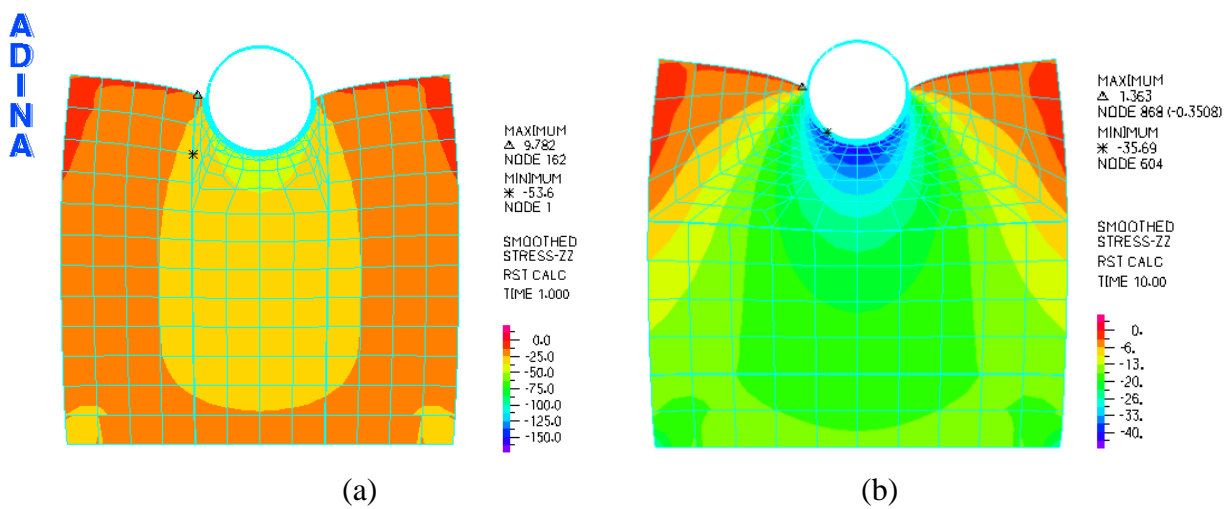 ADINA
MAXIMUM
△ 9.782
NODE 162
MINIMUM
* -53.6
NODE 1
SMOOTHED
STRESS-ZZ
RST CALC
TIME 1.000
0.0
-25.0
-50.0
-75.0
-100.0
-125.0
-150.0
(a)
MAXIMUM
△ 1.363
NODE 868 (-0.3508)
MINIMUM
* -35.69
NODE 604
SMOOTHED
STRESS-ZZ
RST CALC
TIME 10.00
0.
-6.
-13.
-20.
-26.
-33.
-40.
(b)